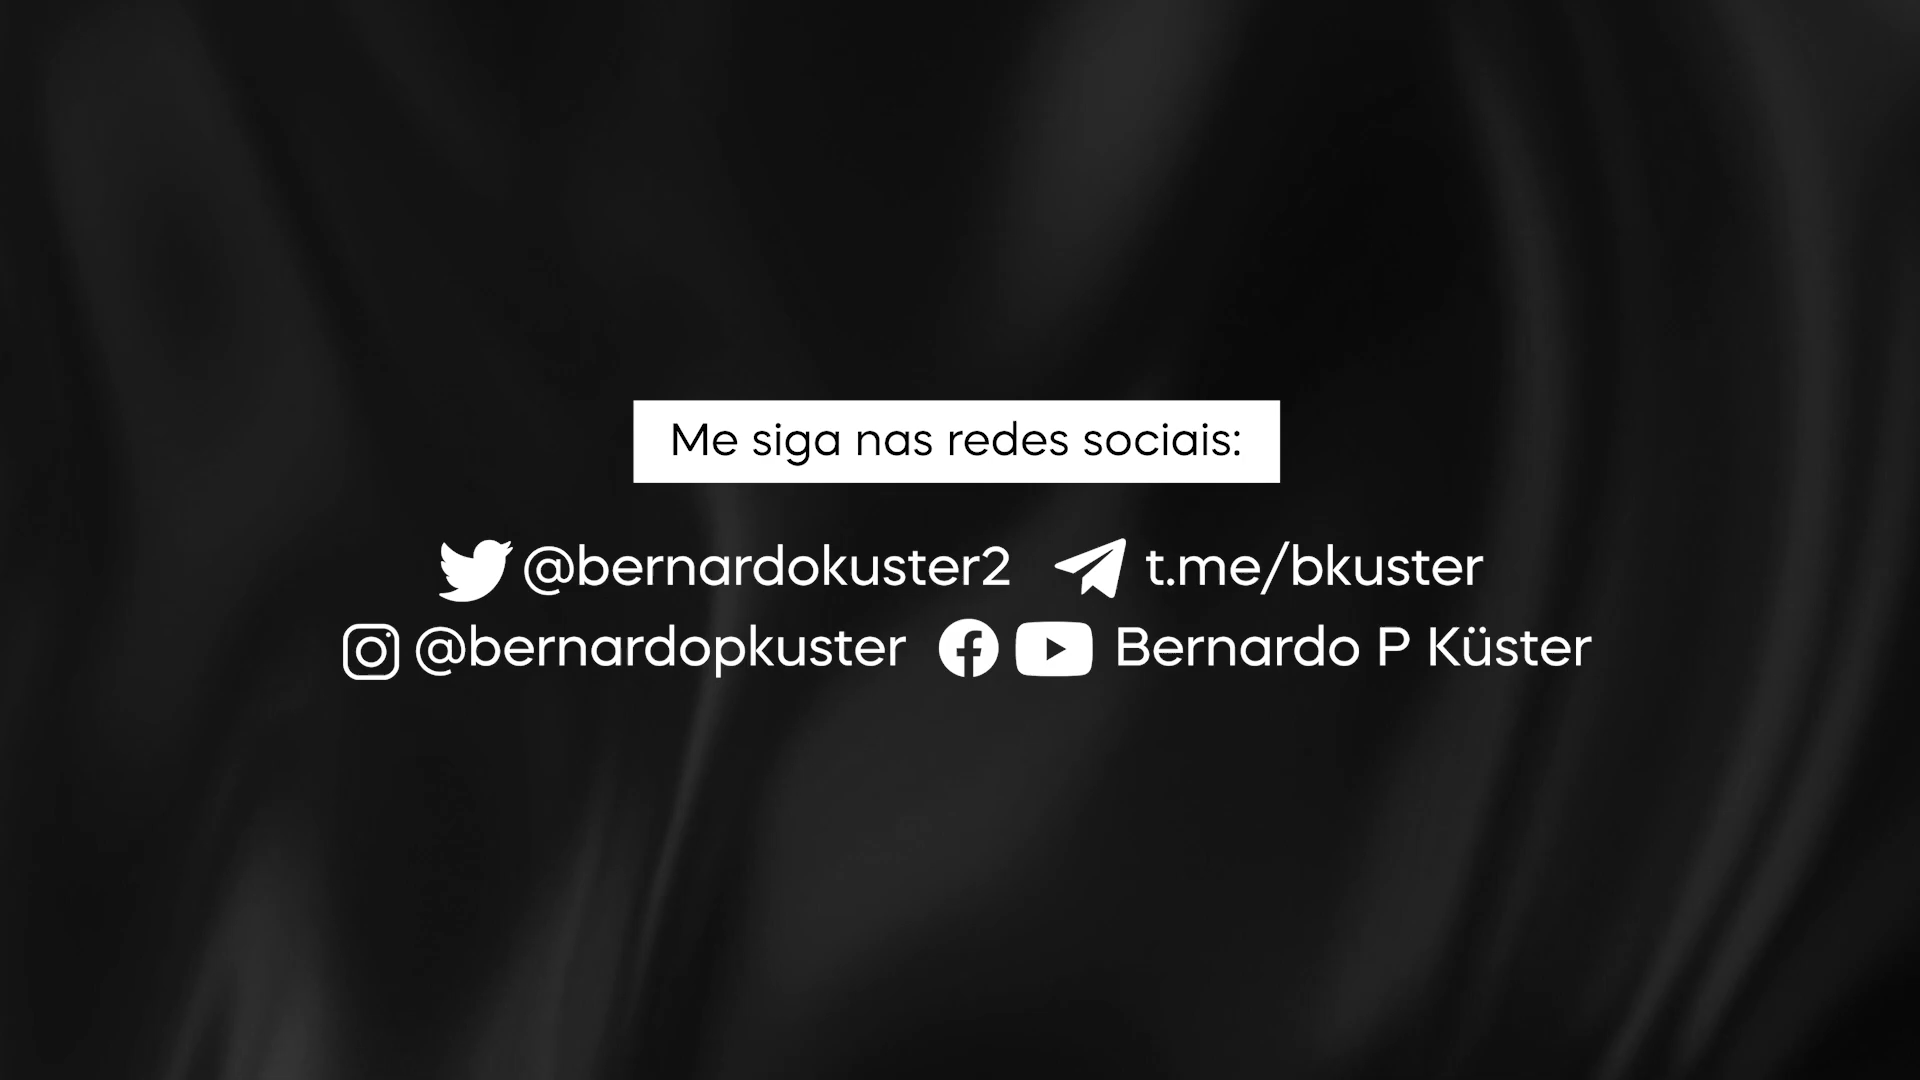 Me siga nas redes sociais:
@bernardokuster2 t.me/bkuster
@bernardopkuster Bernardo P Küster